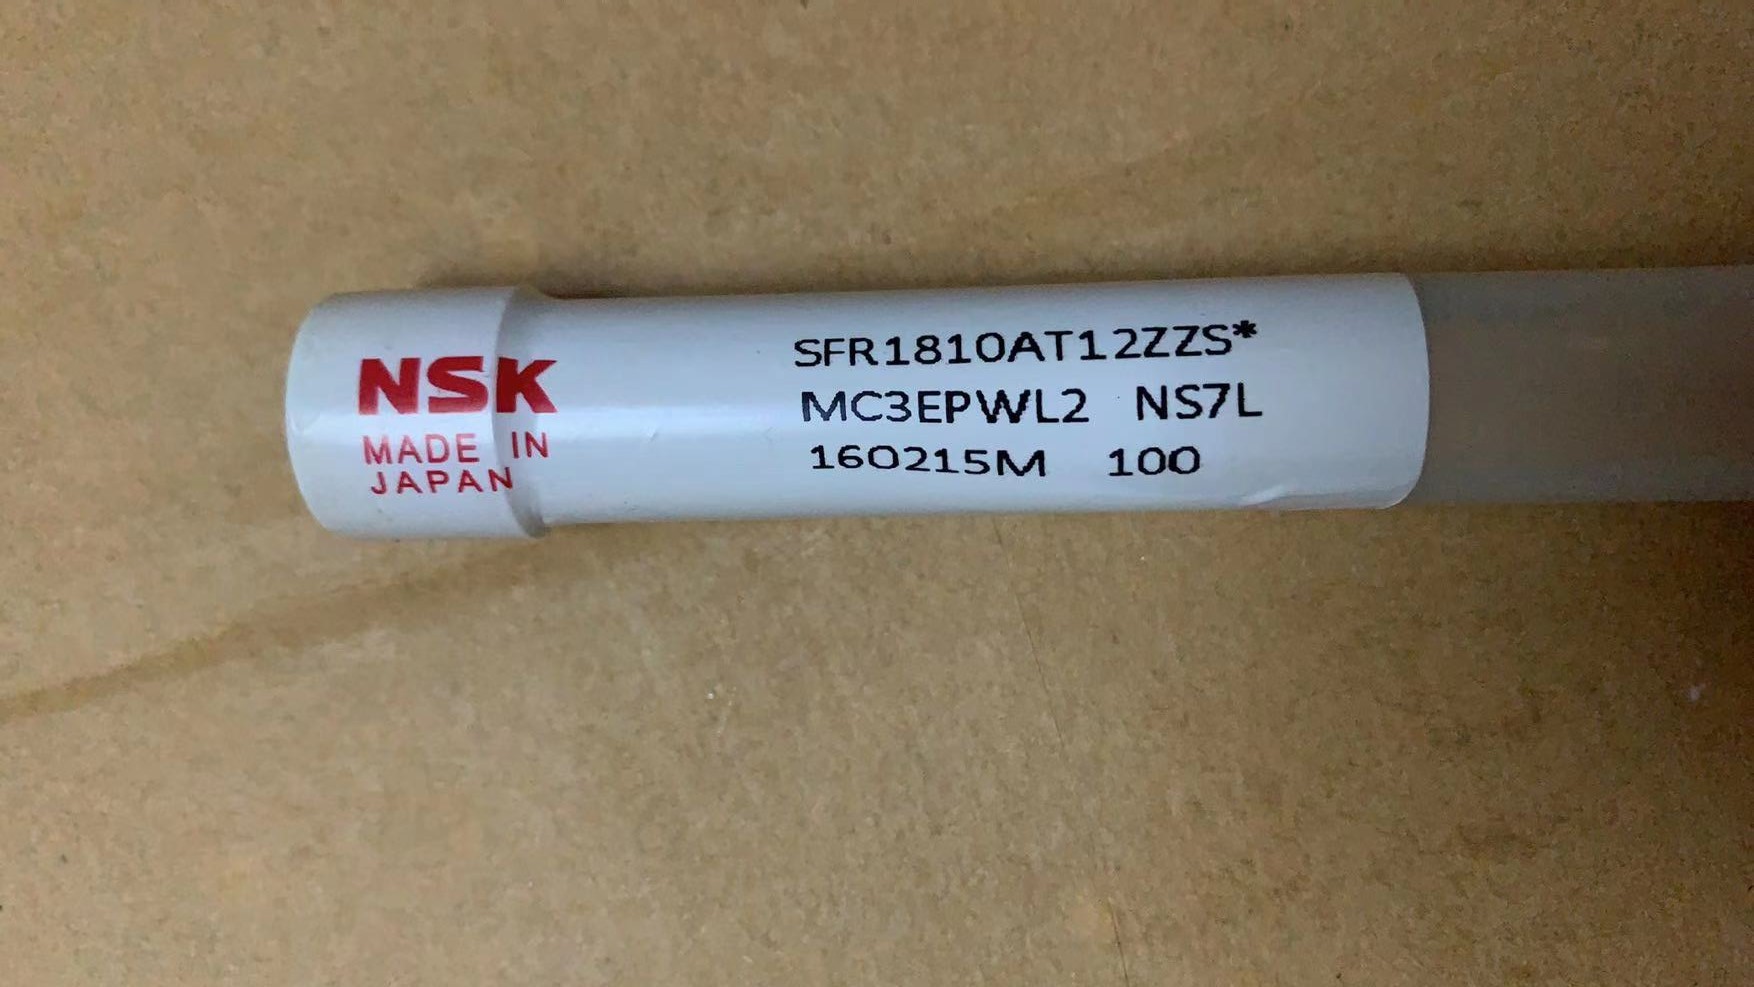 NSK
MADE IN
JAPAN
SFR1810AT12ZZS*
MC3EPWL2 NS7L
160215M 100